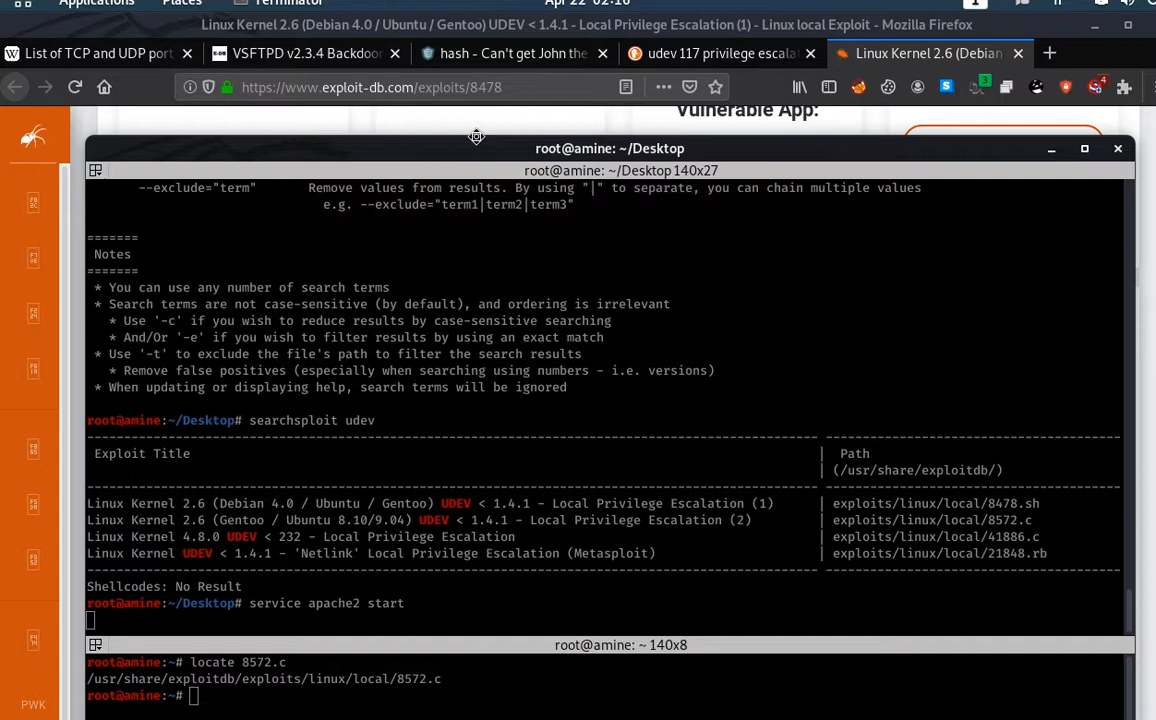 Applications Places Terminator Apr 22 02:16 1
Linux Kernel 2.6 (Debian 4.0 / Ubuntu / Gentoo) UDEV < 1.4.1 - Local Privilege Escalation (1) - Linux local Exploit - Mozilla Firefox
List of TCP and UDP port
VSFTPD v2.3.4 Backdoo
hash - Can't get John the
udev 117 privilege escala
Linux Kernel 2.6 (Debian
https://www.exploit-db.com/exploits/8478
3
4
Vulnerable App:
root@amine: ~/Desktop
root@amine: ~/Desktop 140x27
--exclude="term" Remove values from results. By using "|" to separate, you can chain multiple values
e.g. --exclude="term1|term2|term3"
=======
Notes
=======
* You can use any number of search terms
* Search terms are not case-sensitive (by default), and ordering is irrelevant
* Use '-c' if you wish to reduce results by case-sensitive searching
* And/Or '-e' if you wish to filter results by using an exact match
* Use '-t' to exclude the file's path to filter the search results
* Remove false positives (especially when searching using numbers - i.e. versions)
* When updating or displaying help, search terms will be ignored
root@amine:~/Desktop# searchsploit udev
Exploit Title | Path
| (/usr/share/exploitdb/)
Linux Kernel 2.6 (Debian 4.0 / Ubuntu / Gentoo) UDEV < 1.4.1 - Local Privilege Escalation (1) | exploits/linux/local/8478.sh
Linux Kernel 2.6 (Gentoo / Ubuntu 8.10/9.04) UDEV < 1.4.1 - Local Privilege Escalation (2) | exploits/linux/local/8572.c
Linux Kernel 4.8.0 UDEV < 232 - Local Privilege Escalation | exploits/linux/local/41886.c
Linux Kernel UDEV < 1.4.1 - 'Netlink' Local Privilege Escalation (Metasploit) | exploits/linux/local/21848.rb
Shellcodes: No Result
root@amine:~/Desktop# service apache2 start
root@amine: ~ 140x8
root@amine:~# locate 8572.c
/usr/share/exploitdb/exploits/linux/local/8572.c
root@amine:~#
PWK